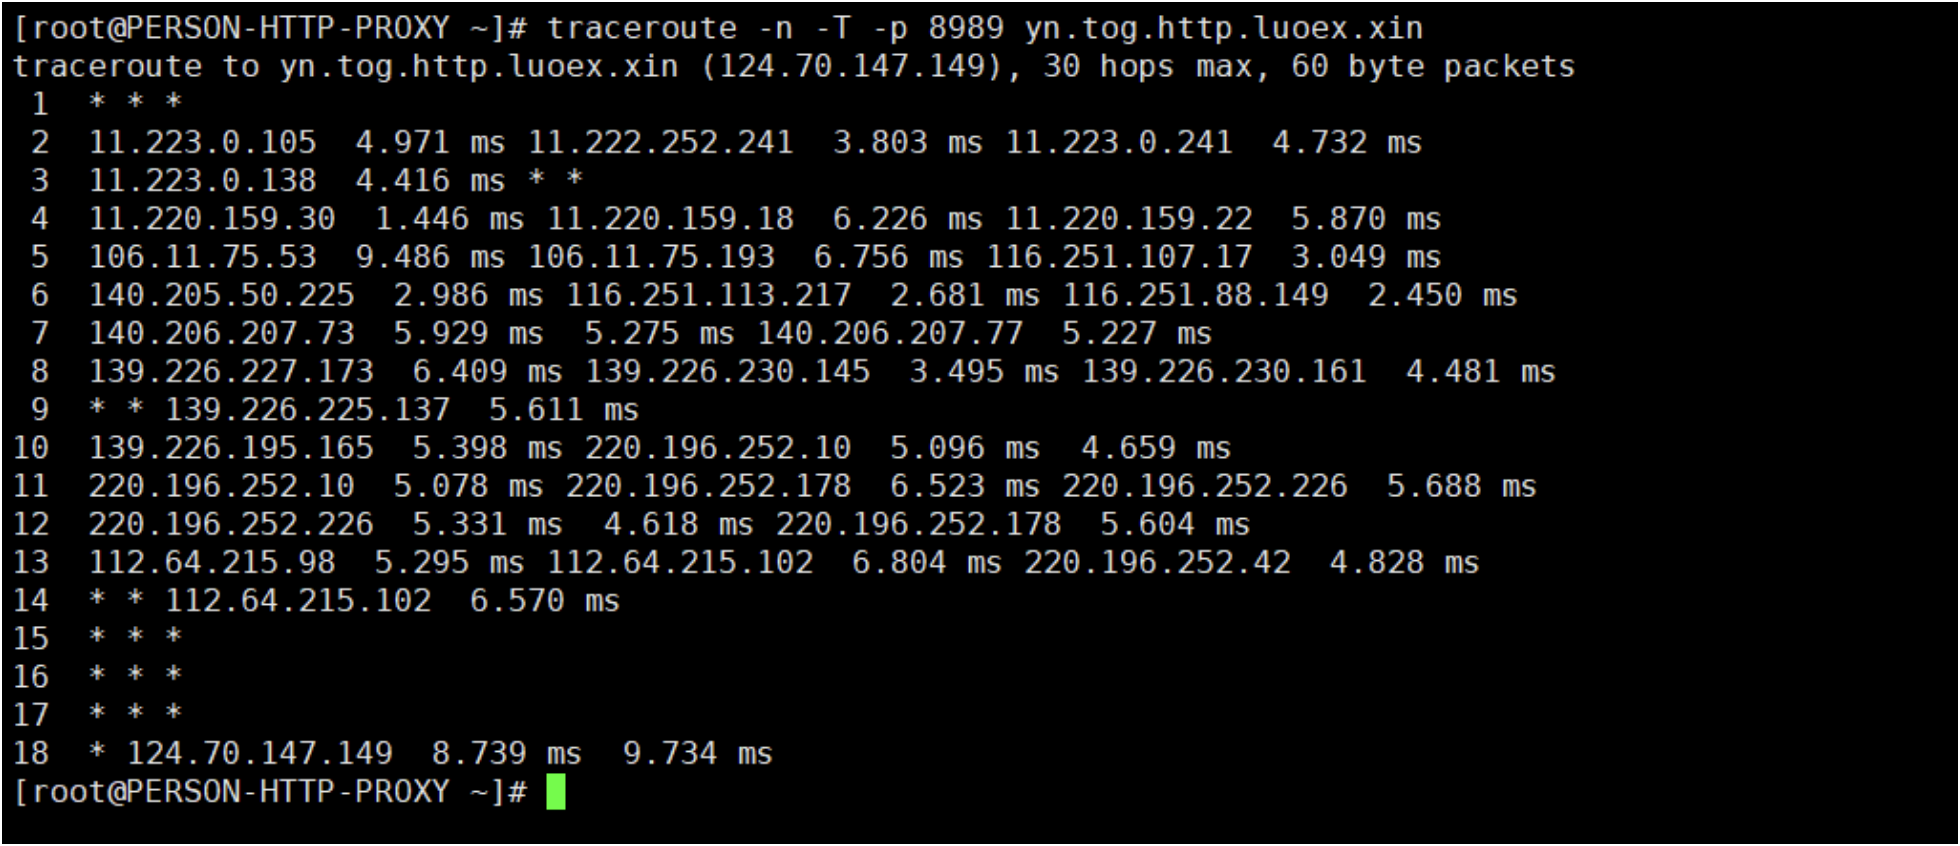 [root@PERSON-HTTP-PROXY ~]# traceroute -n -T -p 8989 yn.tog.http.luoex.xin
traceroute to yn.tog.http.luoex.xin (124.70.147.149), 30 hops max, 60 byte packets
 1  * * *
 2  11.223.0.105  4.971 ms 11.222.252.241  3.803 ms 11.223.0.241  4.732 ms
 3  11.223.0.138  4.416 ms * *
 4  11.220.159.30  1.446 ms 11.220.159.18  6.226 ms 11.220.159.22  5.870 ms
 5  106.11.75.53  9.486 ms 106.11.75.193  6.756 ms 116.251.107.17  3.049 ms
 6  140.205.50.225  2.986 ms 116.251.113.217  2.681 ms 116.251.88.149  2.450 ms
 7  140.206.207.73  5.929 ms  5.275 ms 140.206.207.77  5.227 ms
 8  139.226.227.173  6.409 ms 139.226.230.145  3.495 ms 139.226.230.161  4.481 ms
 9  * * 139.226.225.137  5.611 ms
10  139.226.195.165  5.398 ms 220.196.252.10  5.096 ms  4.659 ms
11  220.196.252.10  5.078 ms 220.196.252.178  6.523 ms 220.196.252.226  5.688 ms
12  220.196.252.226  5.331 ms  4.618 ms 220.196.252.178  5.604 ms
13  112.64.215.98  5.295 ms 112.64.215.102  6.804 ms 220.196.252.42  4.828 ms
14  * * 112.64.215.102  6.570 ms
15  * * *
16  * * *
17  * * *
18  * 124.70.147.149  8.739 ms  9.734 ms
[root@PERSON-HTTP-PROXY ~]#